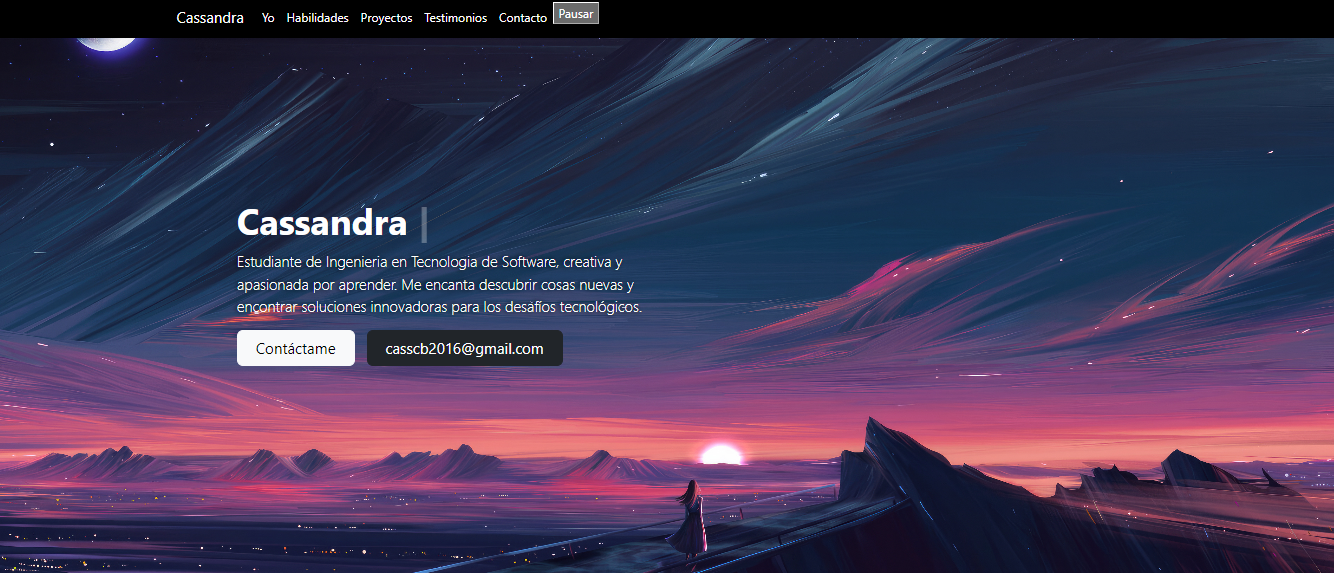 Cassandra Yo Habilidades Proyectos Testimonios Contacto Pausar
Cassandra |
Estudiante de Ingenieria en Tecnologia de Software, creativa y
apasionada por aprender. Me encanta descubrir cosas nuevas y
encontrar soluciones innovadoras para los desafíos tecnológicos.
Contáctame casscb2016@gmail.com